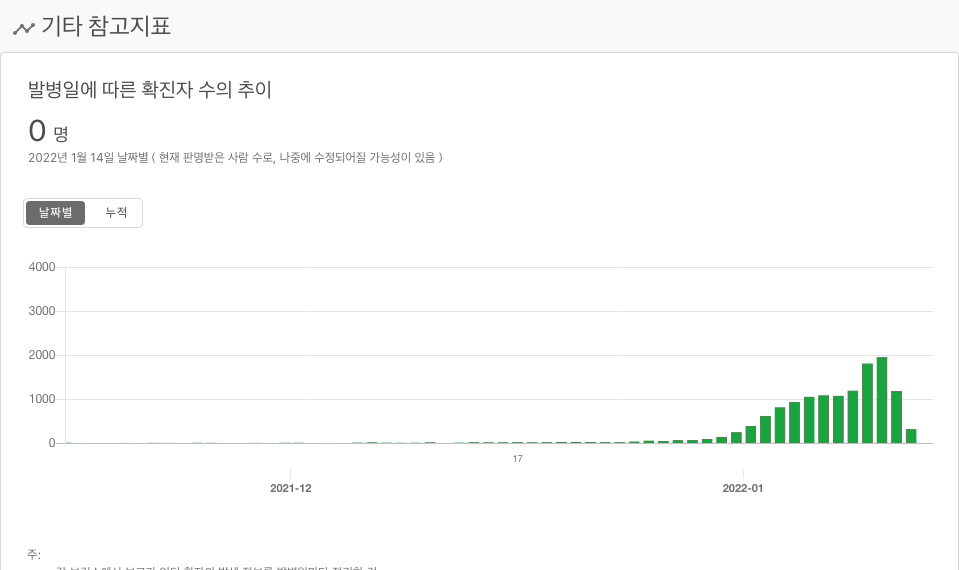 기타 참고지표
발병일에 따른 확진자 수의 추이
0 명
2022년 1월 14일 날짜별 ( 현재 판명받은 사람 수로, 나중에 수정되어질 가능성이 있음 )
날짜별 누적
4000
3000
2000
1000
0
17
2021-12 2022-01
주: